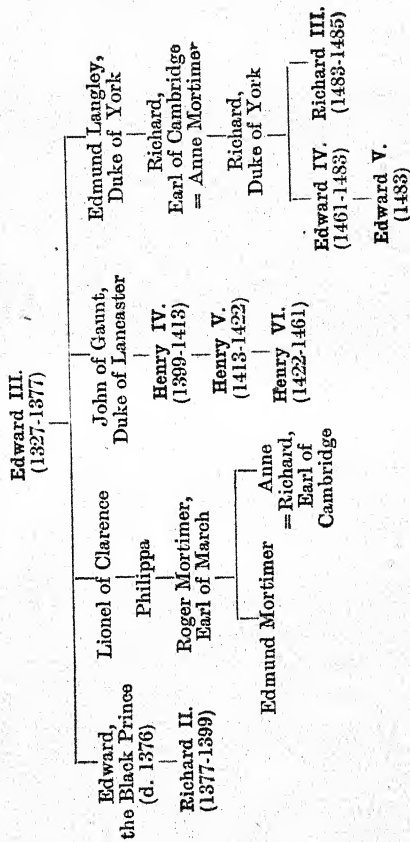 Edward III.
(1327-1377)
Edward,
the Black Prince
(d. 1376)
Richard II.
(1377-1399)
Lionel of Clarence
Philippa
Roger Mortimer,
Earl of March
Edmund Mortimer
Anne
=Richard,
Earl of
Cambridge
John of Gaunt,
Duke of Lancaster
Henry IV.
(1399-1413)
Henry V.
(1413-1422)
Henry VI.
(1422-1461)
Edmund Langley,
Duke of York
Richard,
Earl of Cambridge
= Anne Mortimer
Richard,
Duke of York
Edward IV.
(1461-1483)
Edward V.
(1483)
Richard III.
(1483-1485)